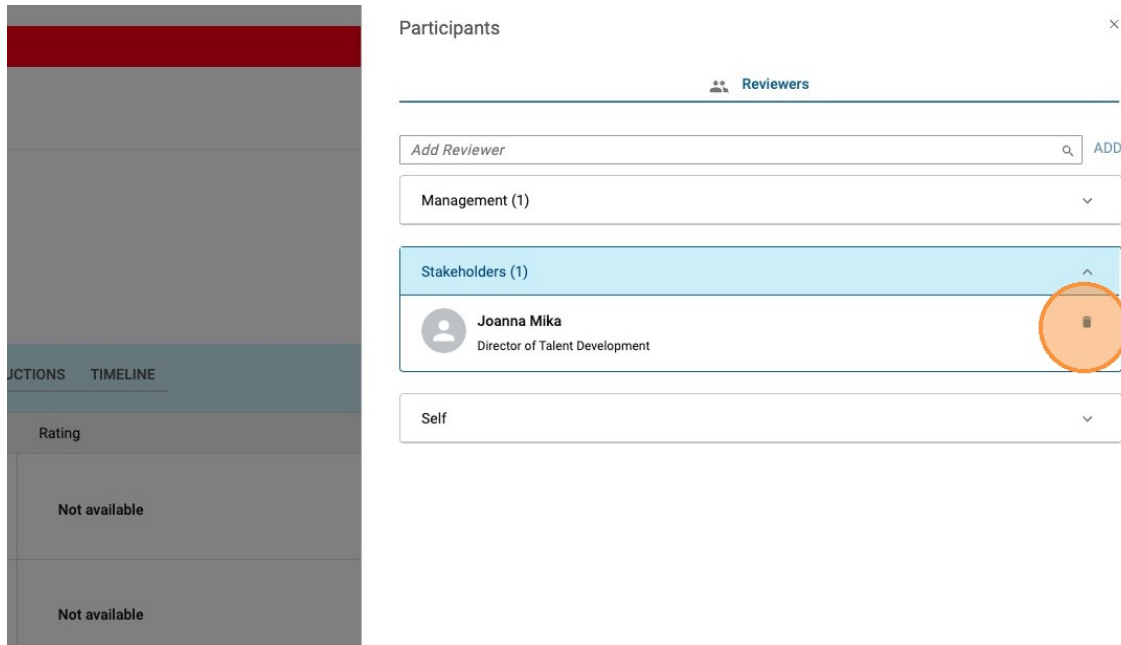 Participants
Reviewers
Add Reviewer
ADD
Management (1)
Stakeholders (1)
Joanna Mika
Director of Talent Development
Self
TIMELINE
Rating
Not available
Not available